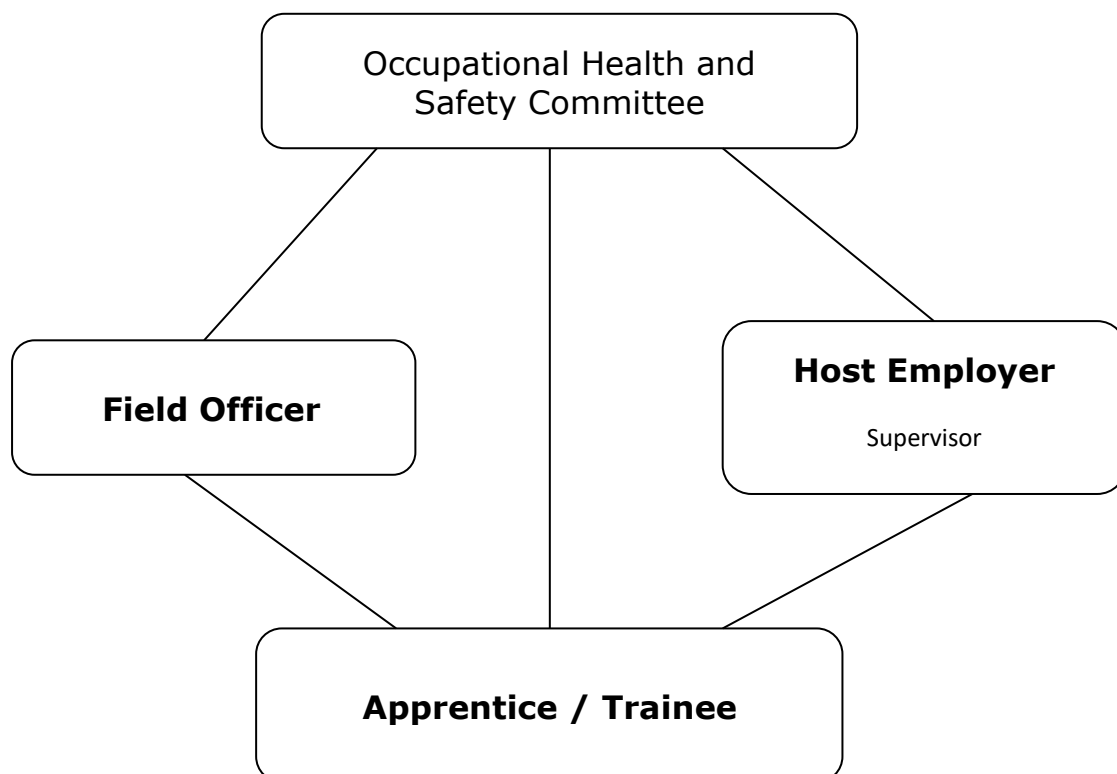 Occupational Health and
Safety Committee
Field Officer
Host Employer
Supervisor
Apprentice / Trainee